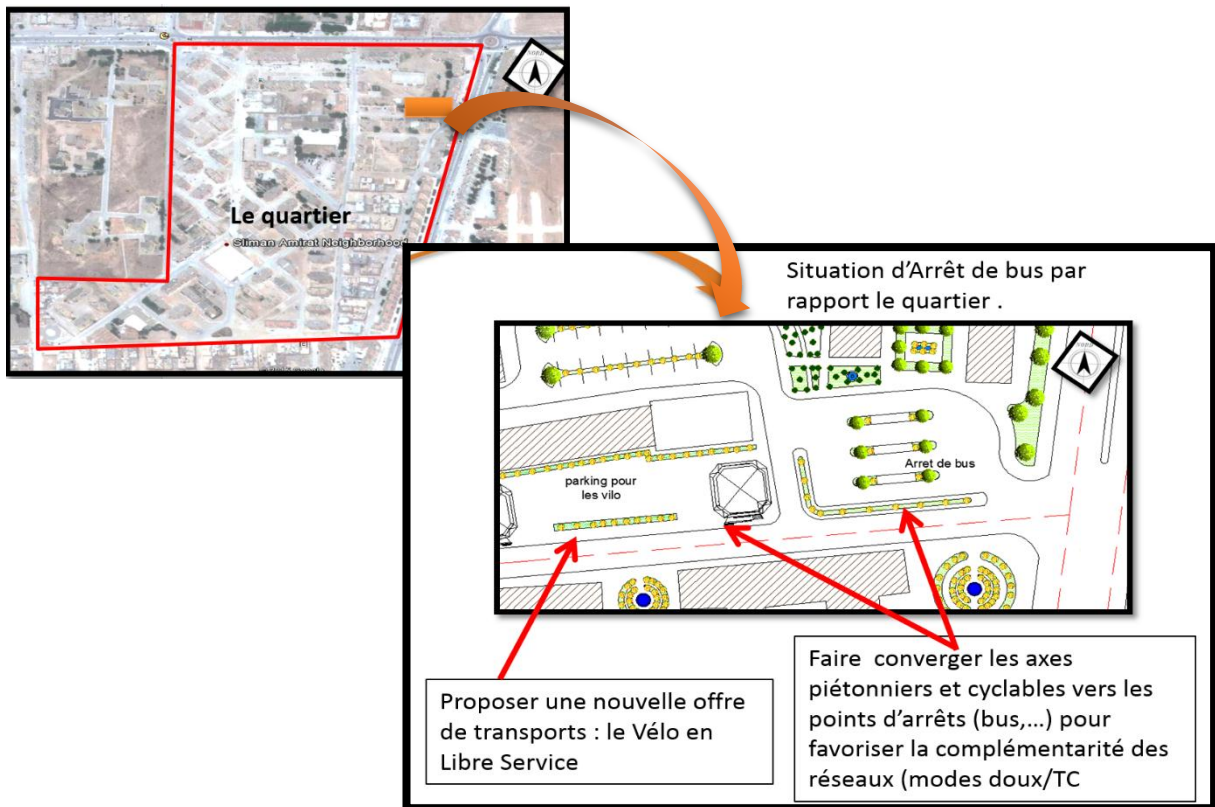 NORD
Le quartier
Sliman Amirat Neighborhood
Situation d’Arrêt de bus par
rapport le quartier .
NORD
Arret de bus
parking pour
les vilo
Proposer une nouvelle offre
de transports : le Vélo en
Libre Service
Faire converger les axes
piétonniers et cyclables vers les
points d’arrêts (bus,...) pour
favoriser la complémentarité des
réseaux (modes doux/TC